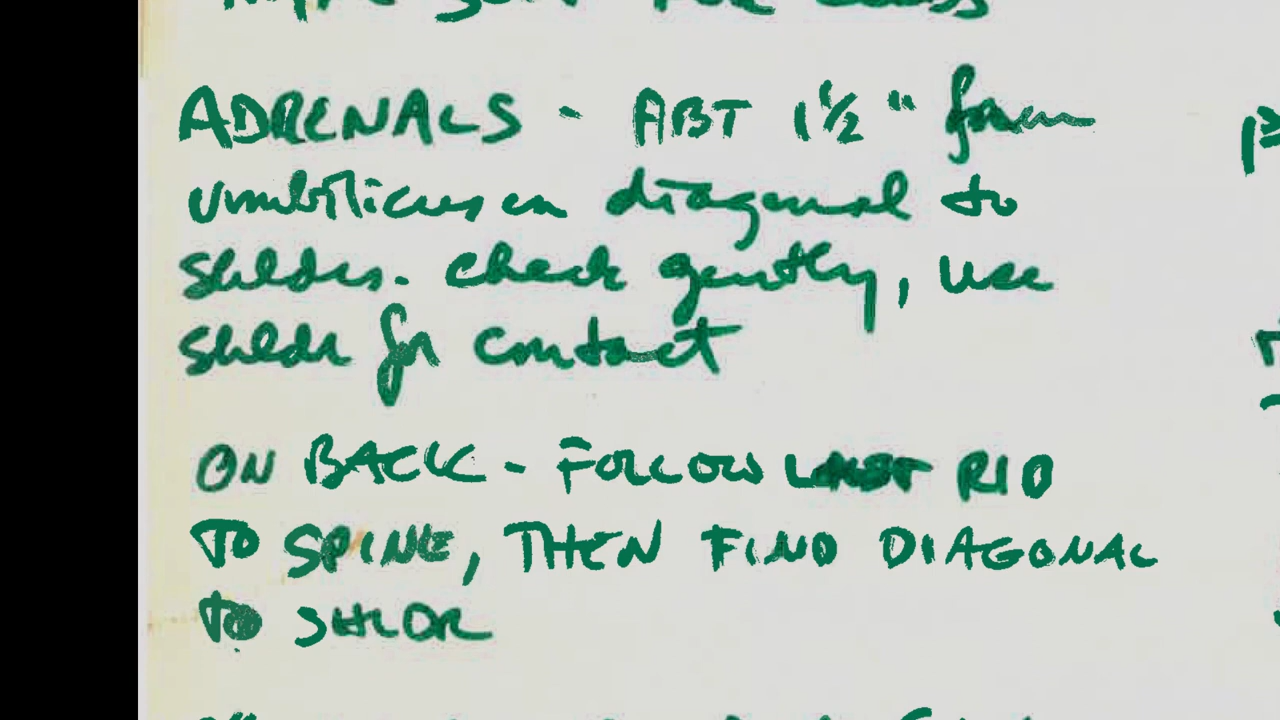 ADRENALS - ABT 1½" from
umbilicus on diagonal to
shldrs. check gently, use
shldr for contact
ON BACK - FOLLOW LAST RIB
TO SPINE, THEN FIND DIAGONAL
TO SHLDR